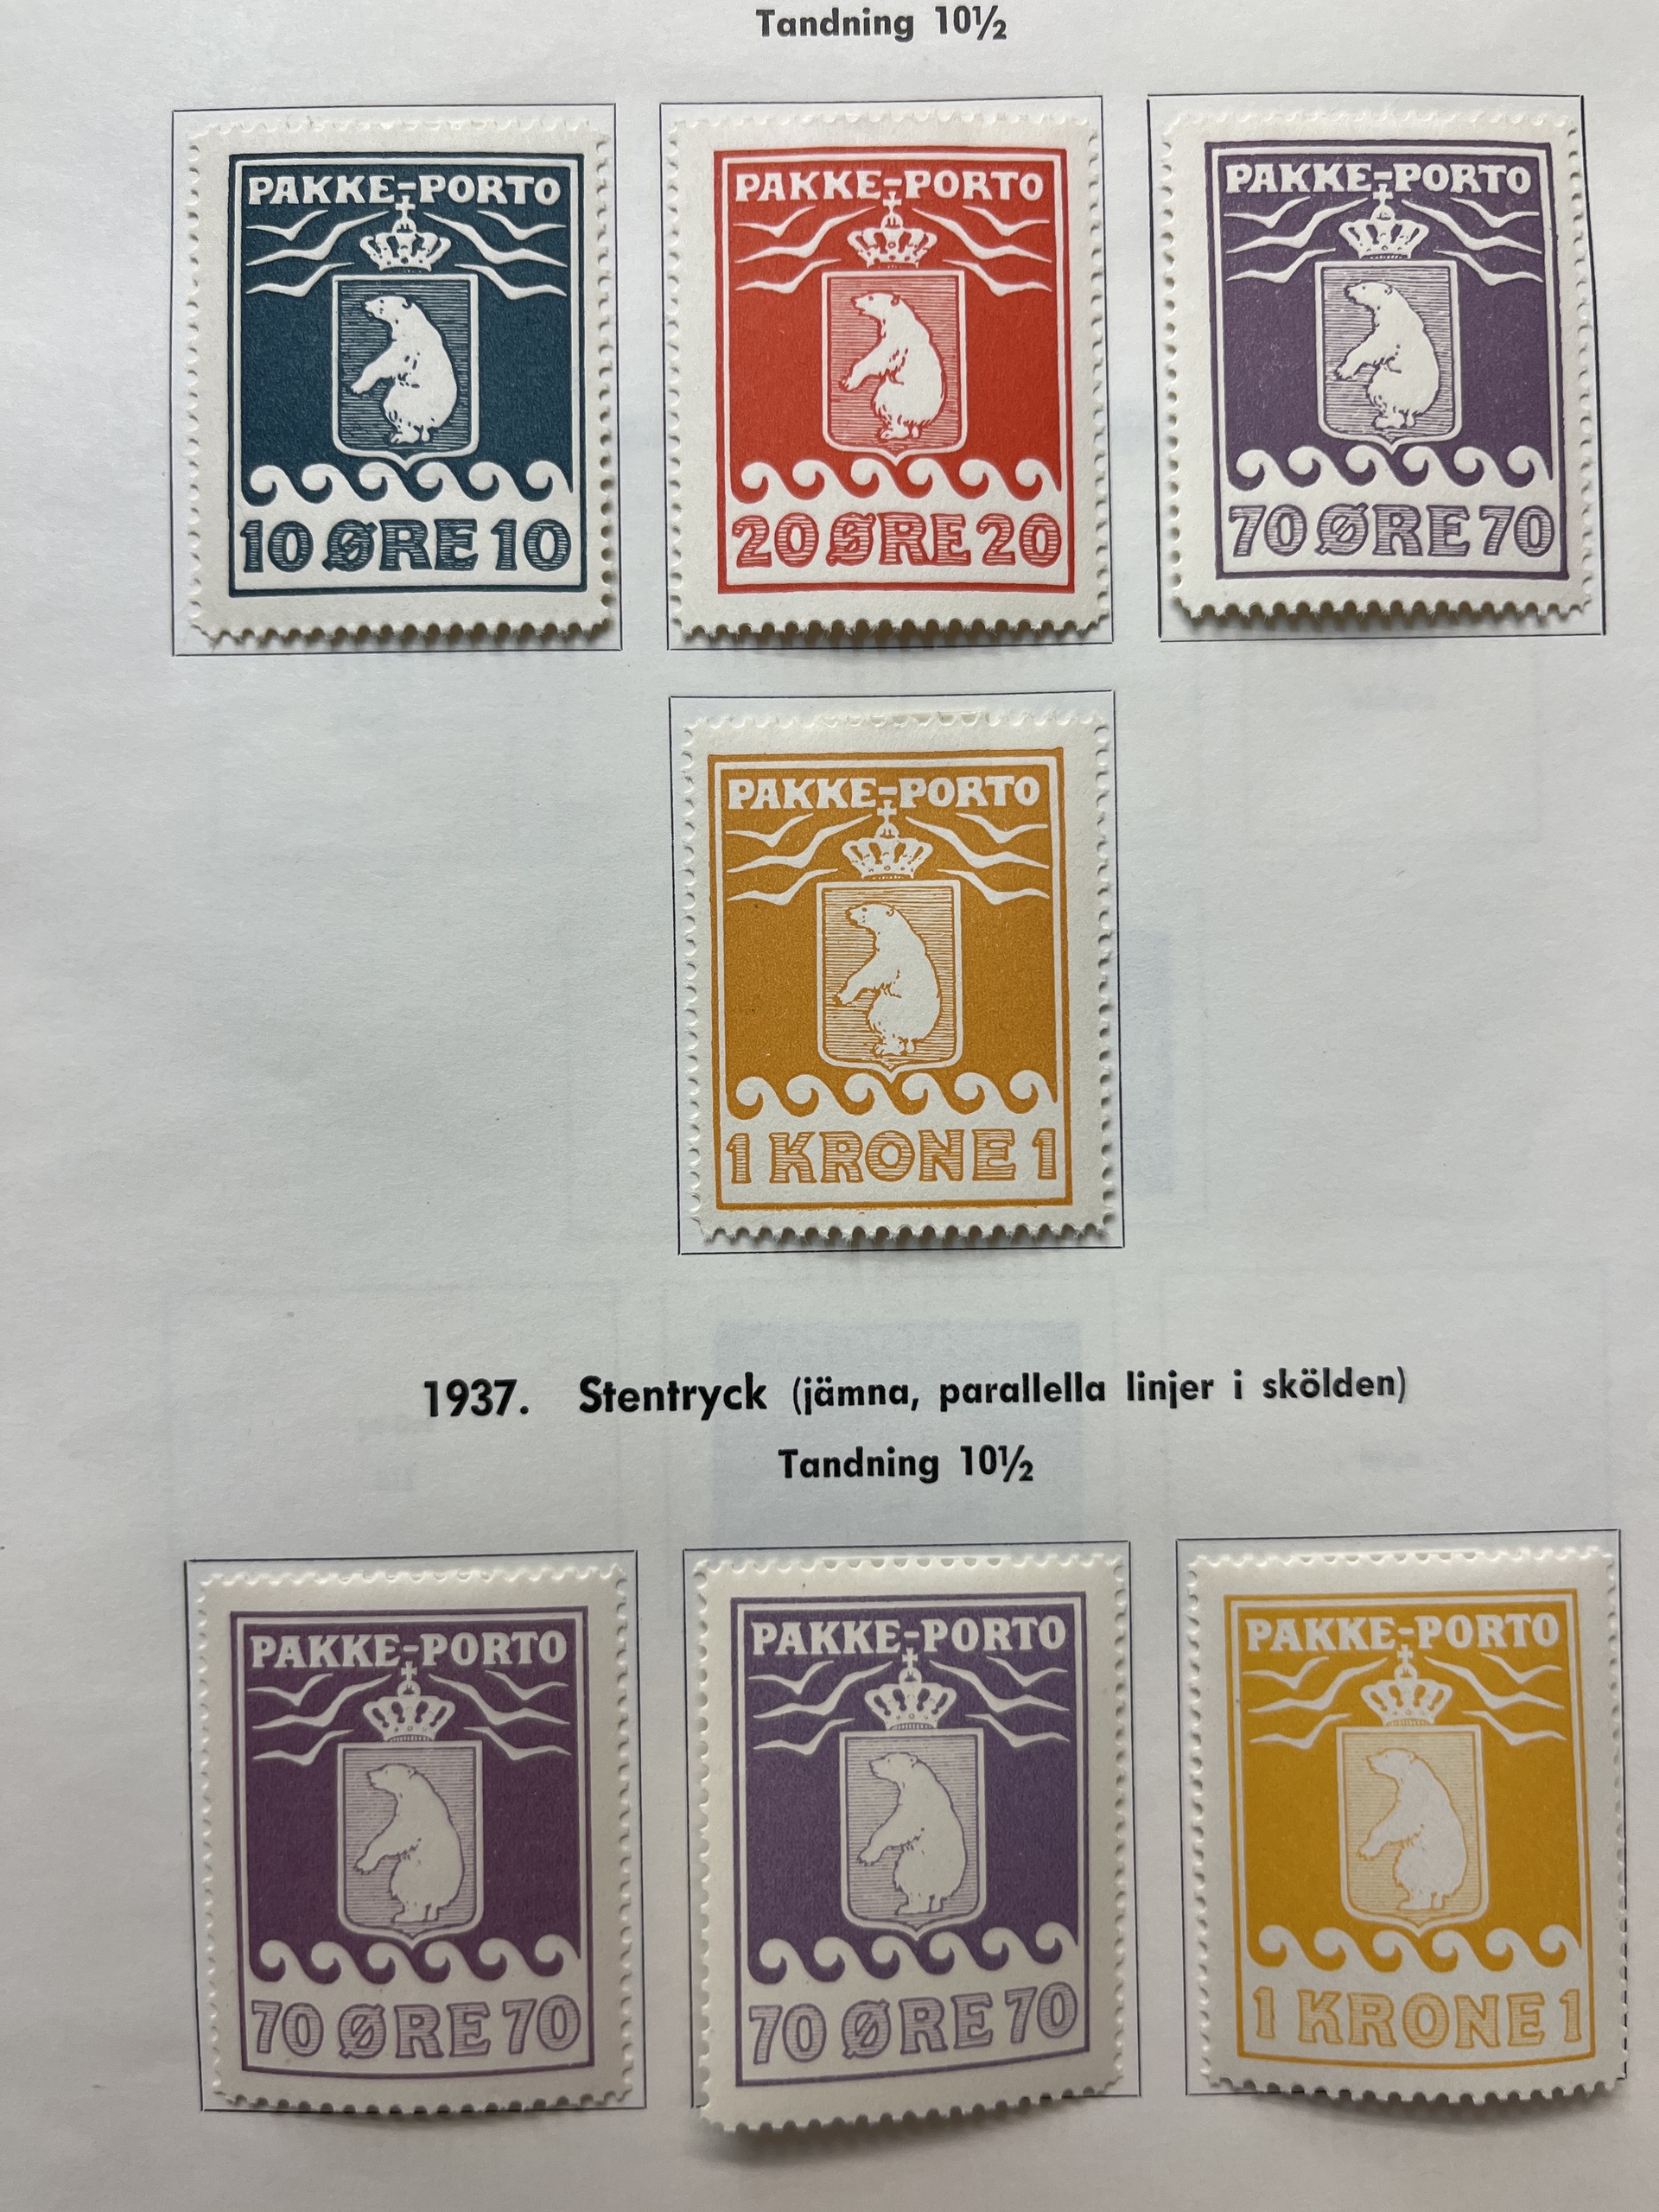 Tandning 10½
PAKKE-PORTO
10 ØRE 10
PAKKE-PORTO
20 ØRE 20
PAKKE-PORTO
70 ØRE 70
PAKKE-PORTO
1 KRONE 1
1937. Stentryck (jämna, parallella linjer i skölden)
Tandning 10½
PAKKE-PORTO
70 ØRE 70
PAKKE-PORTO
70 ØRE 70
PAKKE-PORTO
1 KRONE 1